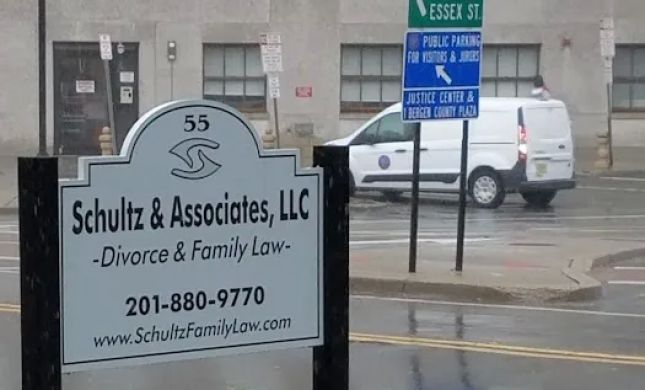 ESSEX ST.
PUBLIC PARKING
FOR VISITORS & JURORS
JUSTICE CENTER &
1 BERGEN COUNTY PLAZA
55
Schultz & Associates, LLC
-Divorce & Family Law-
201-880-9770
www.SchultzFamilyLaw.com